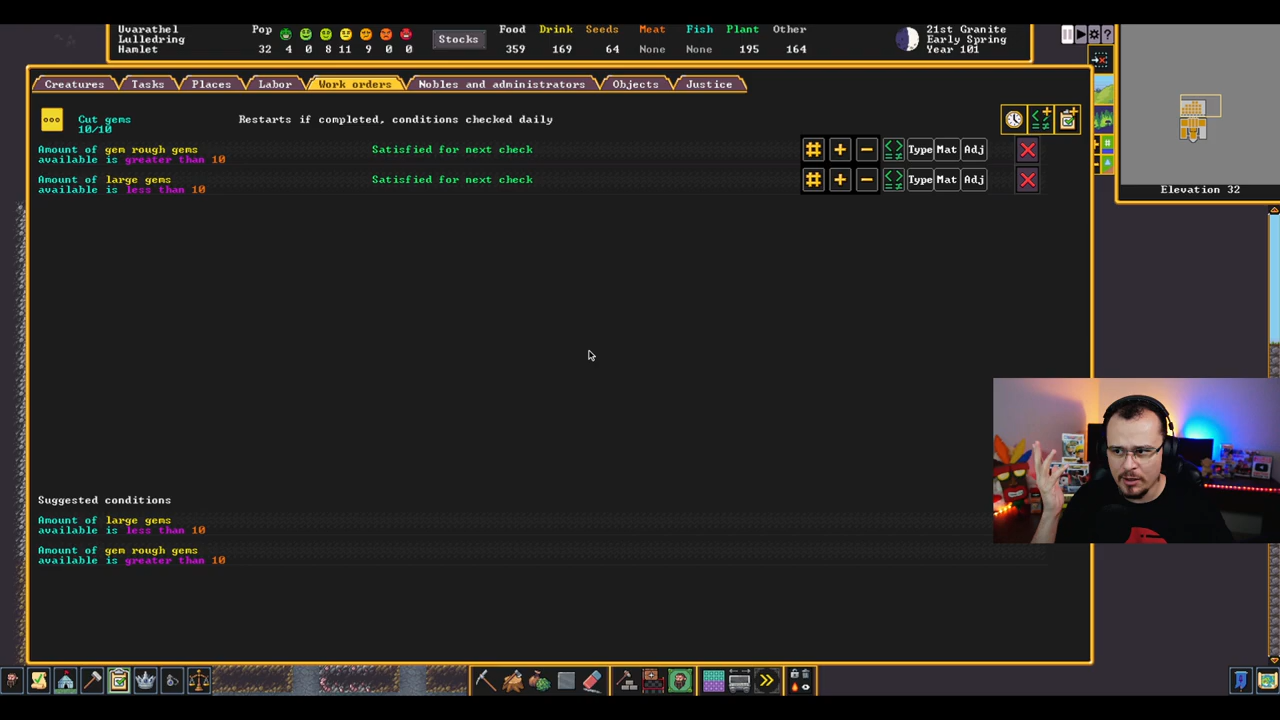 Uvarathel
Lulledring
Hamlet
Pop
32 4 0 8 11 9 0 0
Stocks
Food Drink Seeds Meat Fish Plant Other
359 169 64 None None 195 164
21st Granite
Early Spring
Year 101
Creatures Tasks Places Labor Work orders Nobles and administrators Objects Justice
Cut gems
10/10
Restarts if completed, conditions checked daily
Amount of gem rough gems
available is greater than 10
Satisfied for next check
Type Mat Adj
Amount of large gems
available is less than 10
Satisfied for next check
Type Mat Adj
Elevation 32
Suggested conditions
Amount of large gems
available is less than 10
Amount of gem rough gems
available is greater than 10